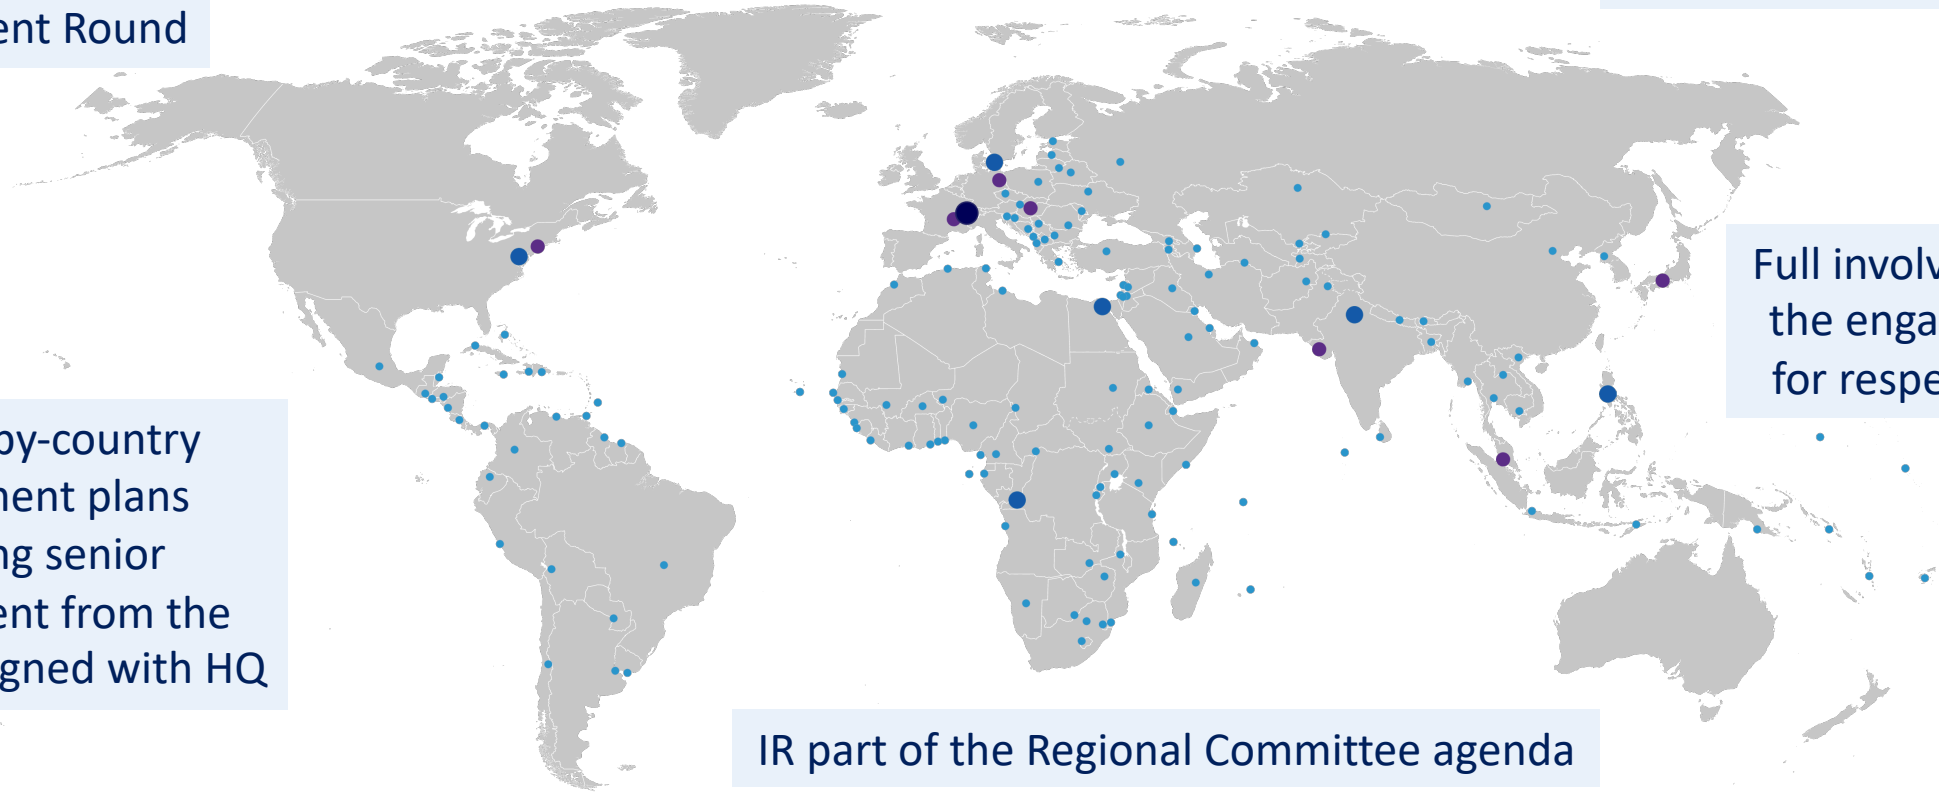 ent Round
Full involv
the enga
for respe
by-country
nent plans
ng senior
ent from the
gned with HQ
IR part of the Regional Committee agenda